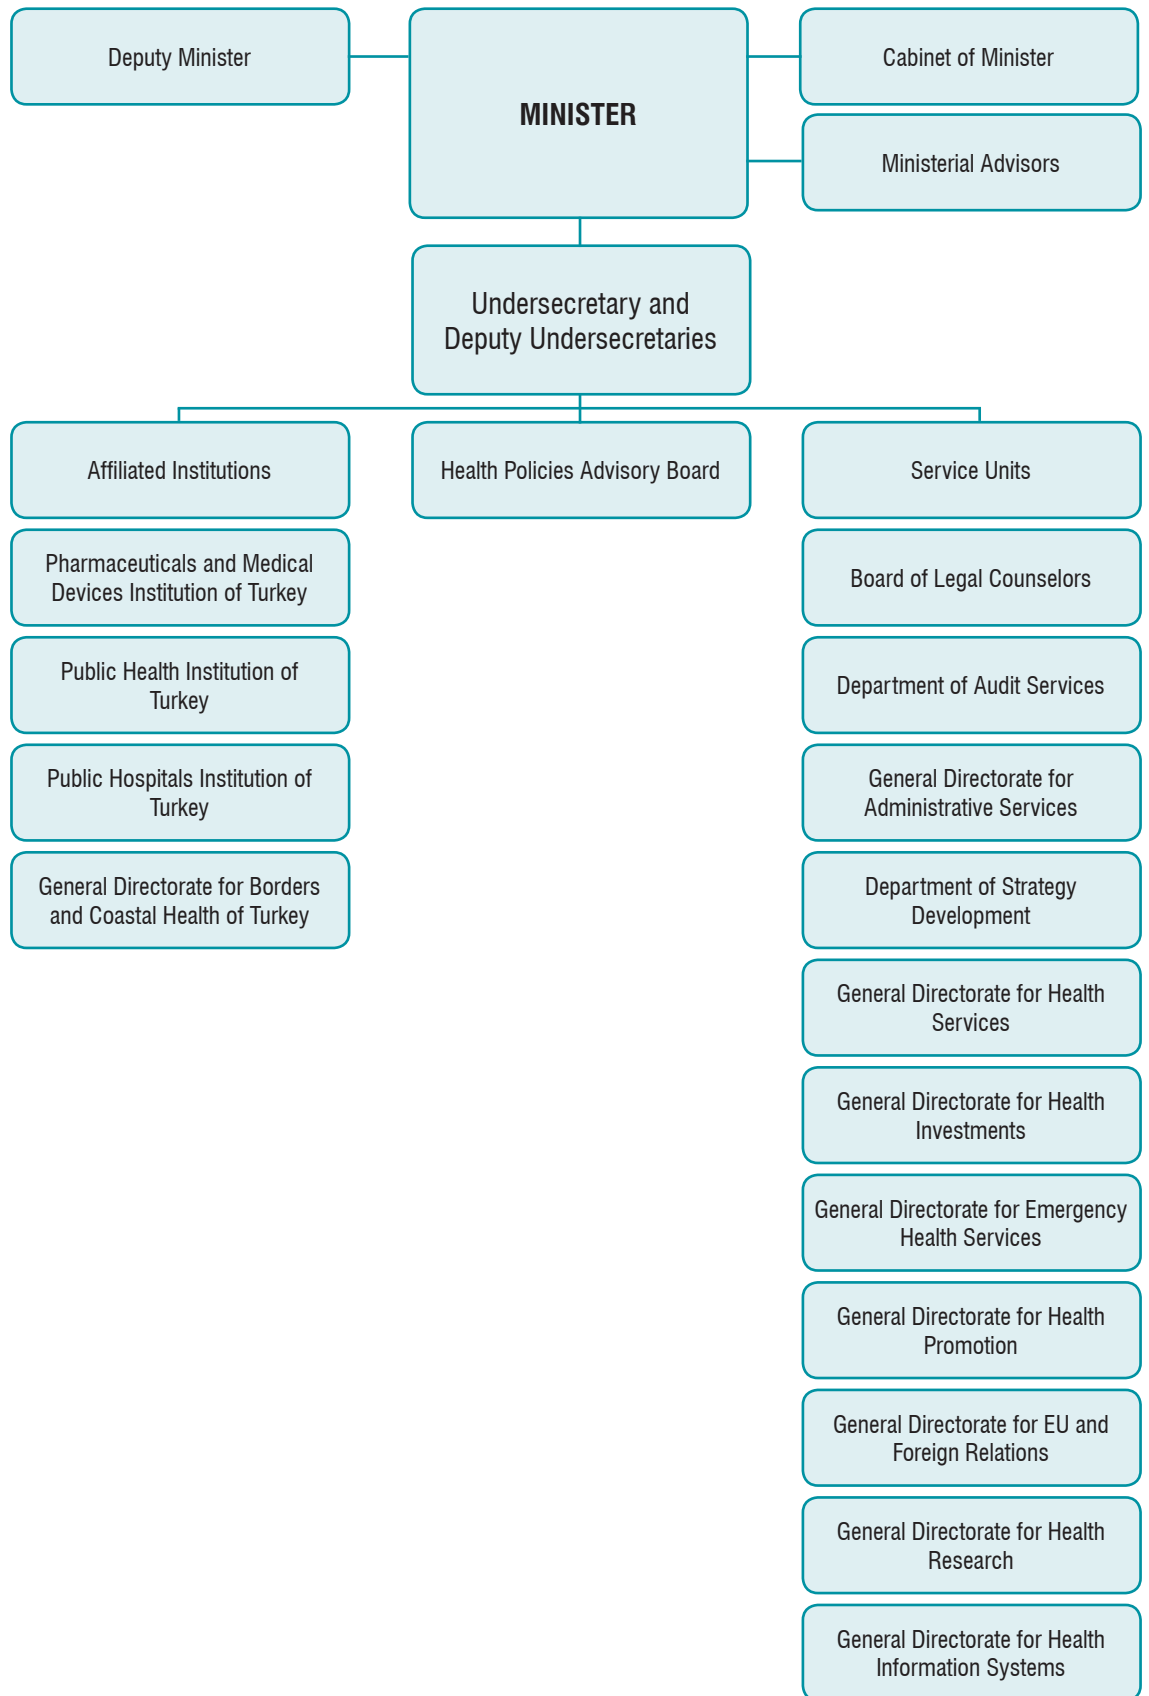 Deputy Minister
MINISTER
Cabinet of Minister
Ministerial Advisors
Undersecretary and
Deputy Undersecretaries
Affiliated Institutions
Health Policies Advisory Board
Service Units
Pharmaceuticals and Medical
Devices Institution of Turkey
Public Health Institution of
Turkey
Public Hospitals Institution of
Turkey
General Directorate for Borders
and Coastal Health of Turkey
Board of Legal Counselors
Department of Audit Services
General Directorate for
Administrative Services
Department of Strategy
Development
General Directorate for Health
Services
General Directorate for Health
Investments
General Directorate for Emergency
Health Services
General Directorate for Health
Promotion
General Directorate for EU and
Foreign Relations
General Directorate for Health
Research
General Directorate for Health
Information Systems